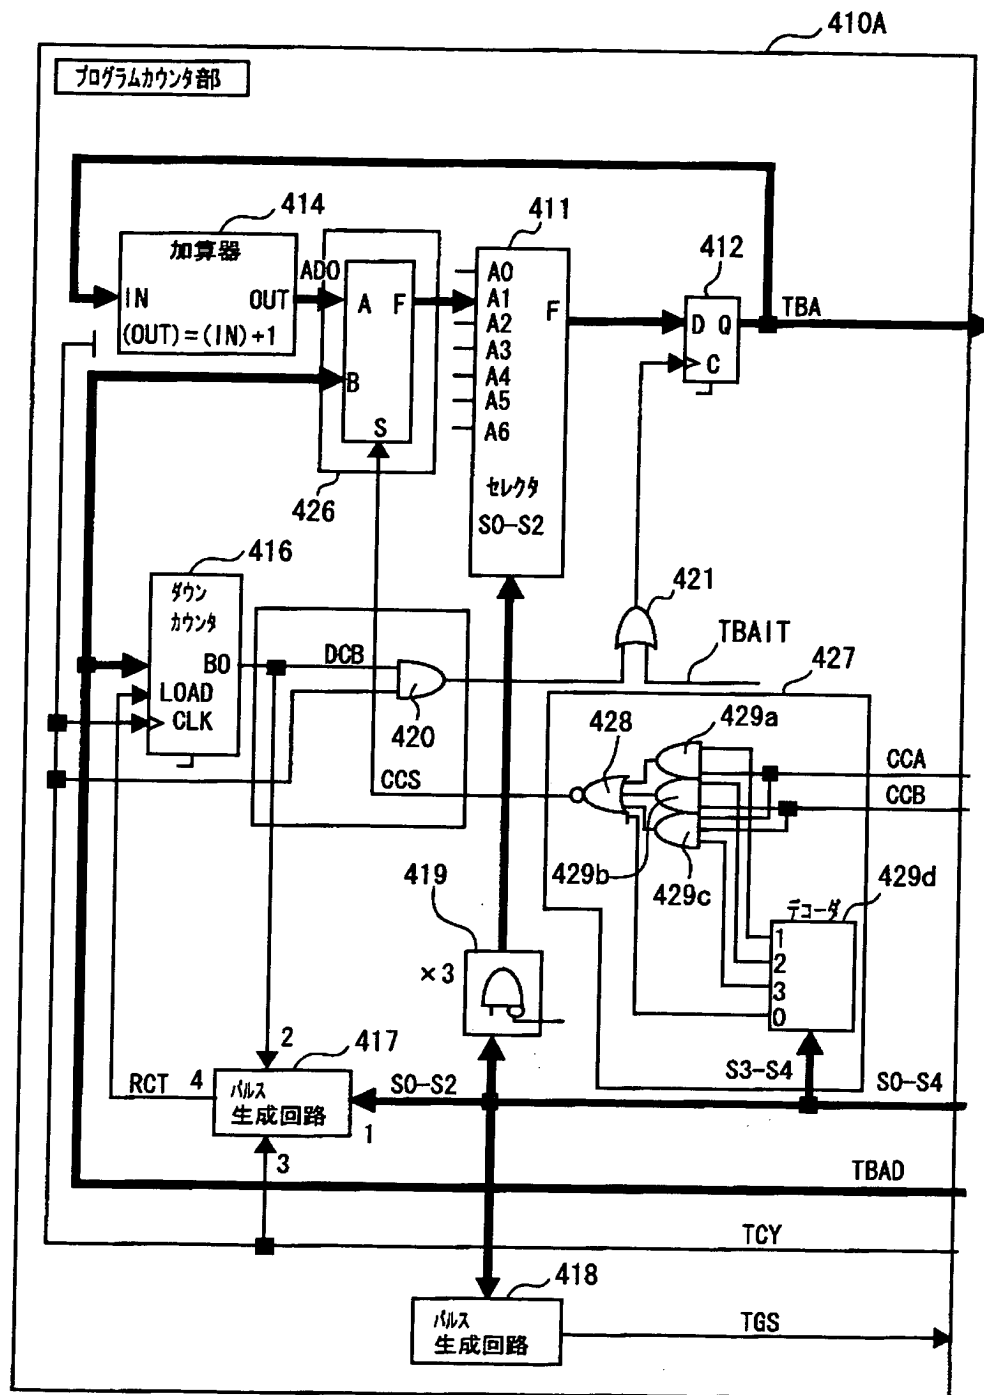 410A
プログラムカウンタ部
414
加算器
IN
OUT
(OUT)=(IN)+1
ADO
A
F
B
S
426
411
A0
A1
A2
A3
A4
A5
A6
F
セレクタ
S0-S2
412
D Q
C
TBA
416
ダウン
カウンタ
BO
LOAD
CLK
DCB
420
CCS
421
TBAIT
427
428
429a
CCA
CCB
429b
429c
429d
デコーダ
1
2
3
0
419
×3
S3-S4
S0-S4
2
417
RCT
4
パルス
生成回路
S0-S2
1
3
TBAD
TCY
418
パルス
生成回路
TGS